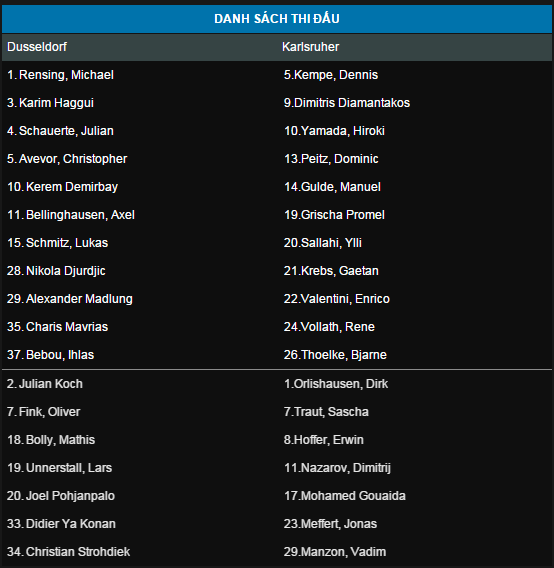 DANH SÁCH THI ĐẤU
Dusseldorf Karlsruher
1. Rensing, Michael 5.Kempe, Dennis
3. Karim Haggui 9.Dimitris Diamantakos
4. Schauerte, Julian 10.Yamada, Hiroki
5. Avevor, Christopher 13.Peitz, Dominic
10. Kerem Demirbay 14.Gulde, Manuel
11. Bellinghausen, Axel 19.Grischa Promel
15. Schmitz, Lukas 20.Sallahi, Ylli
28. Nikola Djurdjic 21.Krebs, Gaetan
29. Alexander Madlung 22.Valentini, Enrico
35. Charis Mavrias 24.Vollath, Rene
37. Bebou, Ihlas 26.Thoelke, Bjarne
2. Julian Koch 1.Orlishausen, Dirk
7. Fink, Oliver 7.Traut, Sascha
18. Bolly, Mathis 8.Hoffer, Erwin
19. Unnerstall, Lars 11.Nazarov, Dimitrij
20. Joel Pohjanpalo 17.Mohamed Gouaida
33. Didier Ya Konan 23.Meffert, Jonas
34. Christian Strohdiek 29.Manzon, Vadim